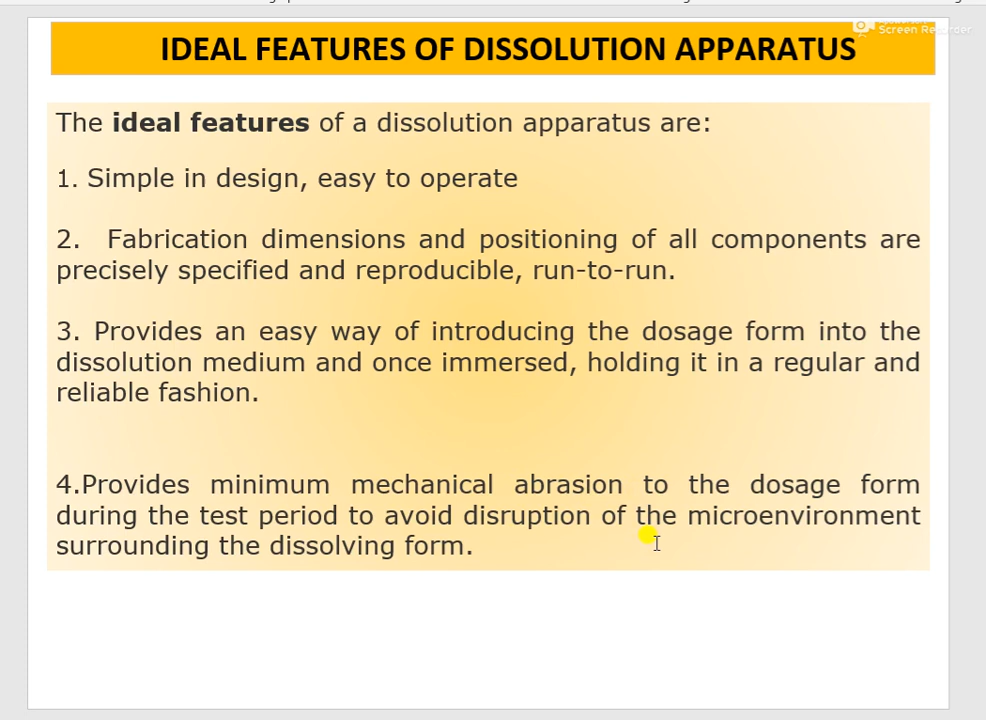 IDEAL FEATURES OF DISSOLUTION APPARATUS
Screen Recorder
The ideal features of a dissolution apparatus are:
1. Simple in design, easy to operate
2. Fabrication dimensions and positioning of all components are
precisely specified and reproducible, run-to-run.
3. Provides an easy way of introducing the dosage form into the
dissolution medium and once immersed, holding it in a regular and
reliable fashion.
4.Provides minimum mechanical abrasion to the dosage form
during the test period to avoid disruption of the microenvironment
surrounding the dissolving form.